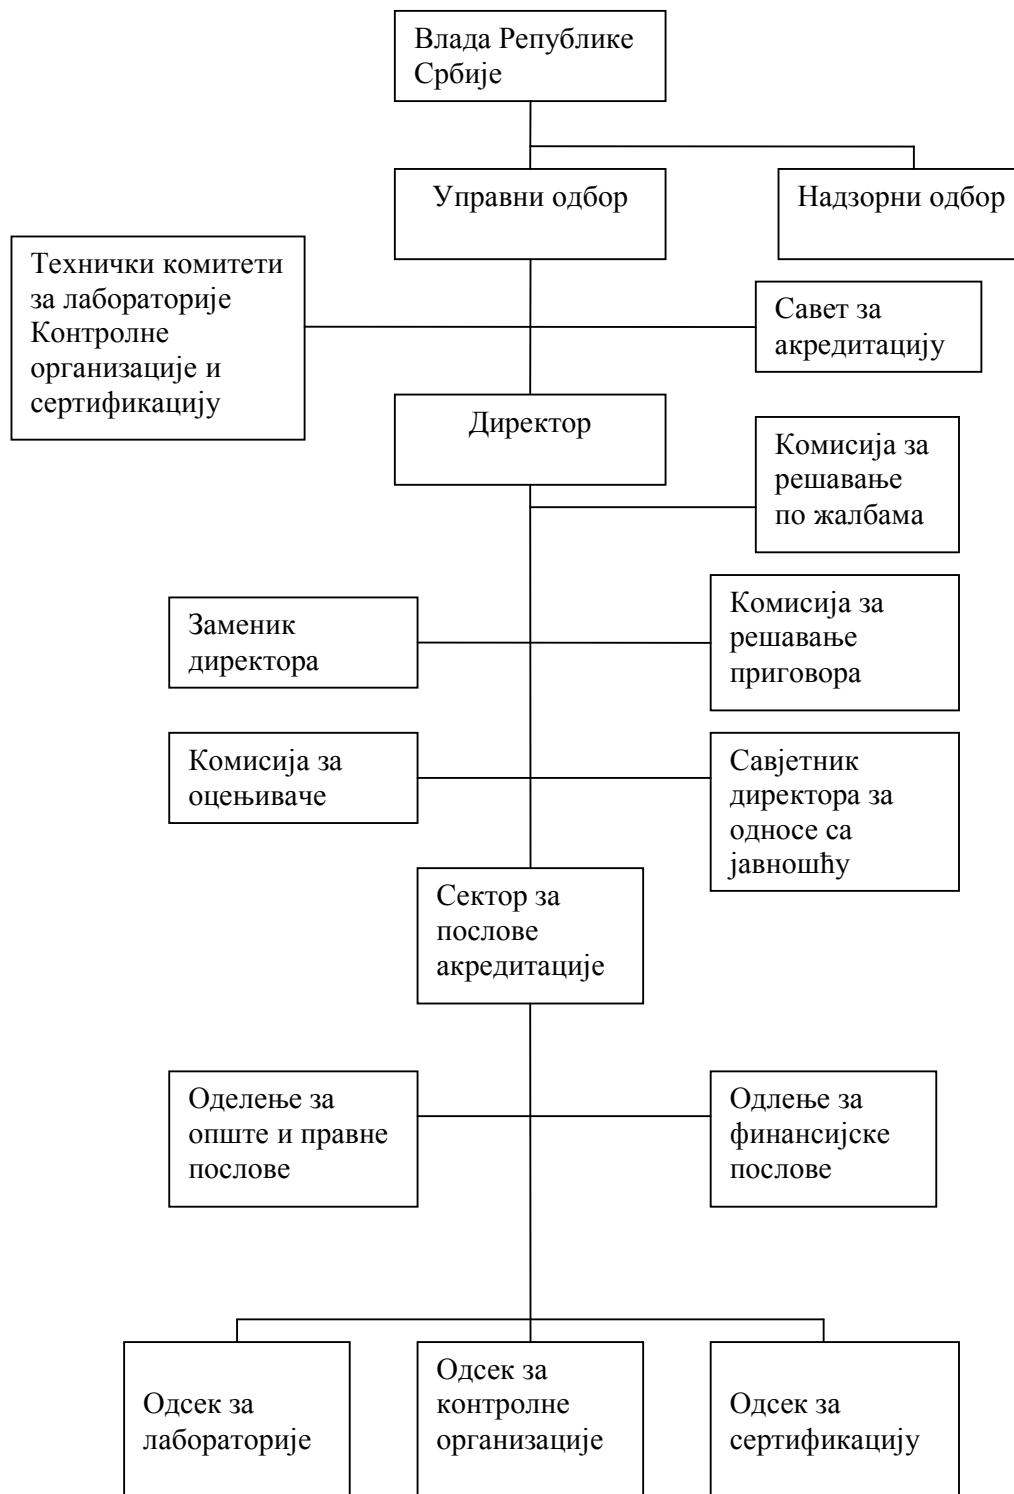 Влада Републике
Србије
Управни одбор
Надзорни одбор
Технички комитети
за лабораторије
Контролне
организације и
сертификацију
Савет за
акредитацију
Директор
Комисија за
решавање
по жалбама
Заменик
директора
Комисија за
решавање
приговора
Комисија за
оцењиваче
Савјетник
директора за
односе са
јавношћу
Сектор за
послове
акредитације
Оделење за
опште и правне
послове
Одлење за
финансијске
послове
Одсек за
лабораторије
Одсек за
контролне
организације
Одсек за
сертификацију